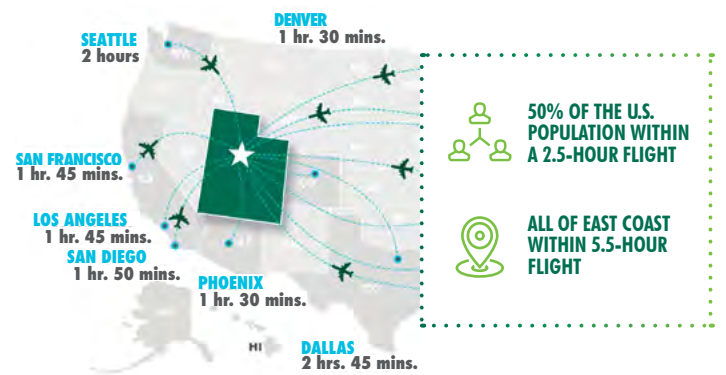 DENVER
1 hr. 30 mins.
SEATTLE
2 hours
50% OF THE U.S.
POPULATION WITHIN
A 2.5-HOUR FLIGHT
SAN FRANCISCO
1 hr. 45 mins.
LOS ANGELES
1 hr. 45 mins.
SAN DIEGO
1 hr. 50 mins.
ALL OF EAST COAST
WITHIN 5.5-HOUR
FLIGHT
PHOENIX
1 hr. 30 mins.
HI
DALLAS
2 hrs. 45 mins.